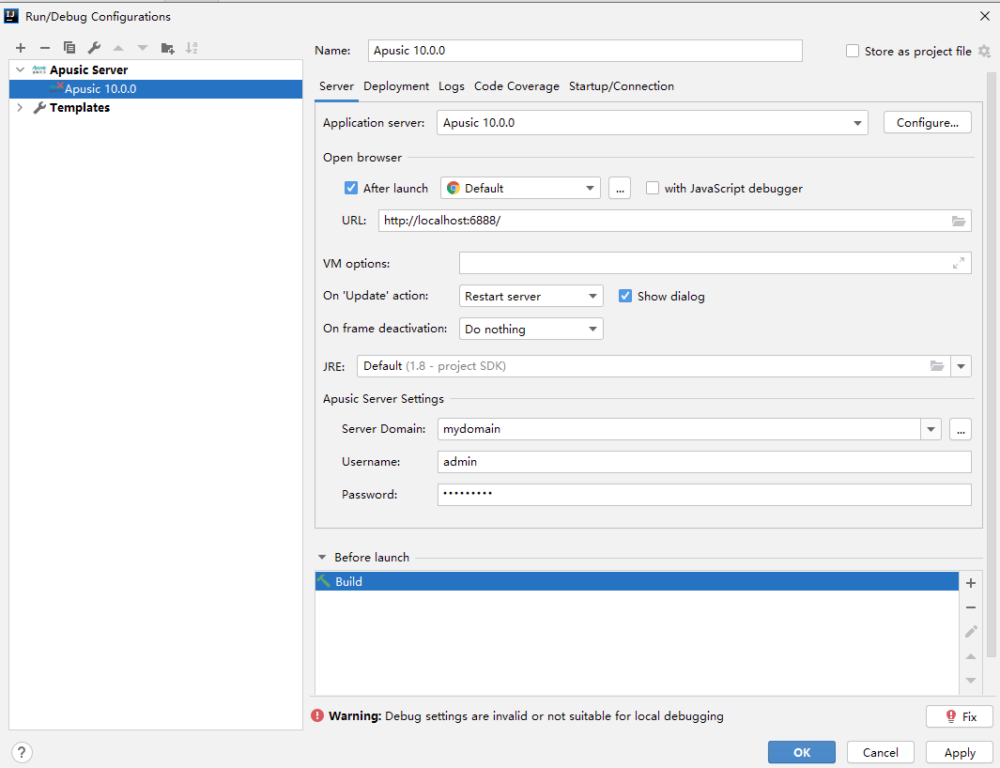 Run/Debug Configurations
Apusic Server
Apusic 10.0.0
Templates
Name: Apusic 10.0.0 Store as project file
Server Deployment Logs Code Coverage Startup/Connection
Application server: Apusic 10.0.0 Configure...
Open browser
After launch Default ... with JavaScript debugger
URL: http://localhost:6888/
VM options:
On 'Update' action: Restart server Show dialog
On frame deactivation: Do nothing
JRE: Default (1.8 - project SDK)
Apusic Server Settings
Server Domain: mydomain ...
Username: admin
Password: •••••••••
Before launch
Build
Warning: Debug settings are invalid or not suitable for local debugging Fix
? OK Cancel Apply